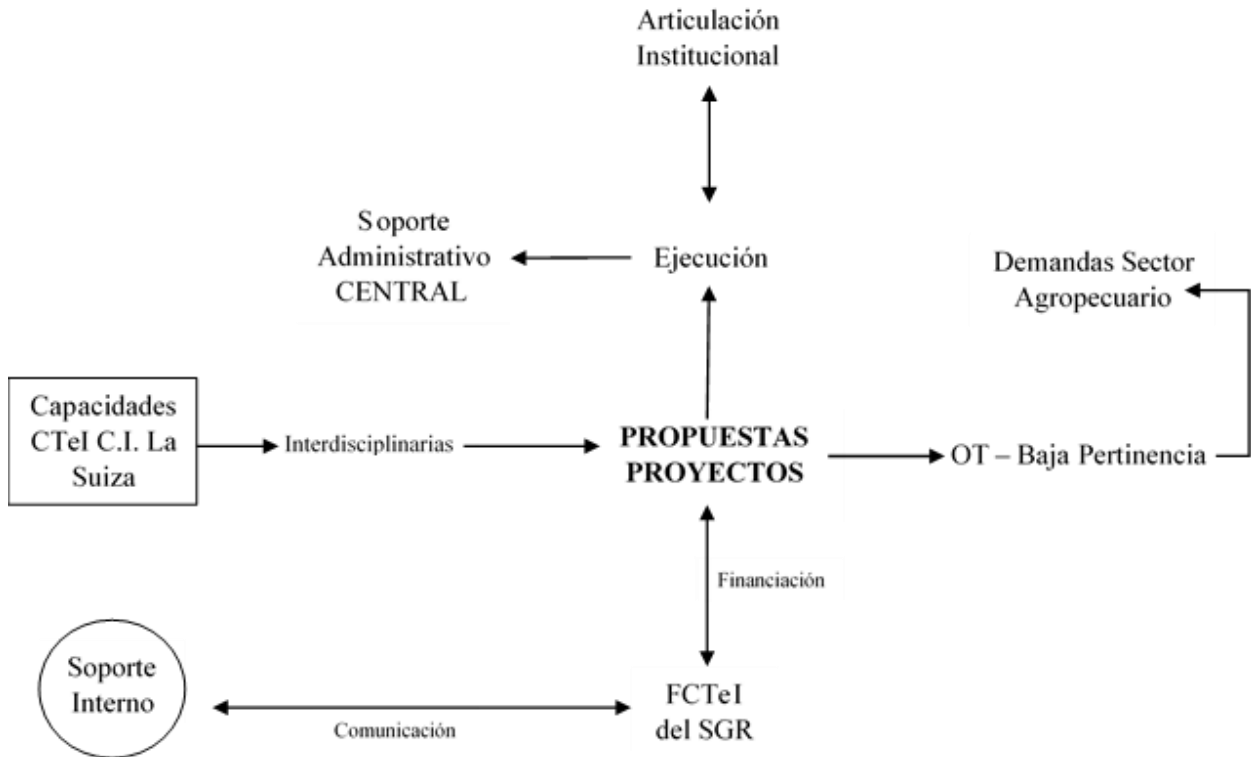 Articulación
Institucional
Soporte
Administrativo
CENTRAL
Ejecución
Demandas Sector
Agropecuario
Capacidades
CTeI C.I. La
Suiza
Interdisciplinarias
PROPUESTAS
PROYECTOS
OT – Baja Pertinencia
Financiación
Soporte
Interno
Comunicación
FCTeI
del SGR